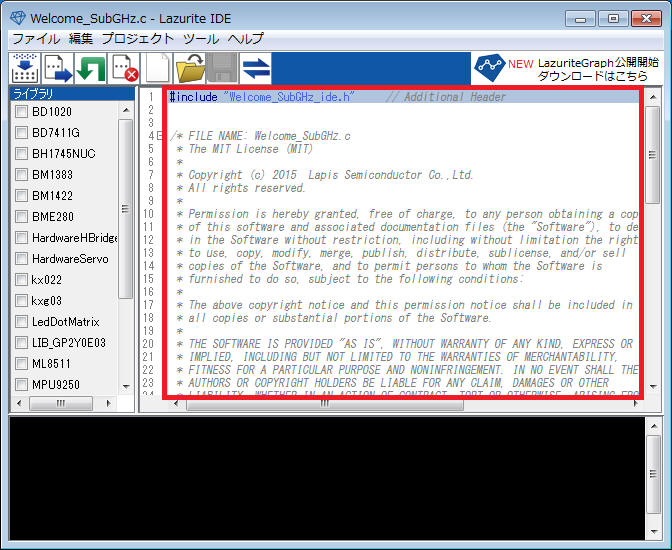 Welcome_SubGHz.c - Lazurite IDE
ファイル 編集 プロジェクト ツール ヘルプ
NEW LazuriteGraph公開開始
ダウンロードはこちら
ライブラリ
BD1020
BD7411G
BH1745NUC
BM1383
BM1422
BME280
HardwareHBridge
HardwareServo
kx022
kxg03
LedDotMatrix
LIB_GP2Y0E03
ML8511
MPU9250
1 #include "Welcome_SubGHz_ide.h" // Additional Header
2
3
4 /* FILE NAME: Welcome_SubGHz.c
5 * The MIT License (MIT)
6 *
7 * Copyright (c) 2015 Lapis Semiconductor Co.,Ltd.
8 * All rights reserved.
9 *
10 * Permission is hereby granted, free of charge, to any person obtaining a cop
11 * of this software and associated documentation files (the "Software"), to de
12 * in the Software without restriction, including without limitation the right
13 * to use, copy, modify, merge, publish, distribute, sublicense, and/or sell
14 * copies of the Software, and to permit persons to whom the Software is
15 * furnished to do so, subject to the following conditions:
16 *
17 * The above copyright notice and this permission notice shall be included in
18 * all copies or substantial portions of the Software.
19 *
20 * THE SOFTWARE IS PROVIDED "AS IS", WITHOUT WARRANTY OF ANY KIND, EXPRESS OR
21 * IMPLIED, INCLUDING BUT NOT LIMITED TO THE WARRANTIES OF MERCHANTABILITY,
22 * FITNESS FOR A PARTICULAR PURPOSE AND NONINFRINGEMENT. IN NO EVENT SHALL THE
23 * AUTHORS OR COPYRIGHT HOLDERS BE LIABLE FOR ANY CLAIM, DAMAGES OR OTHER
24 * LIABILITY, WHETHER IN AN ACTION OF CONTRACT, TORT OR OTHERWISE, ARISING FRO